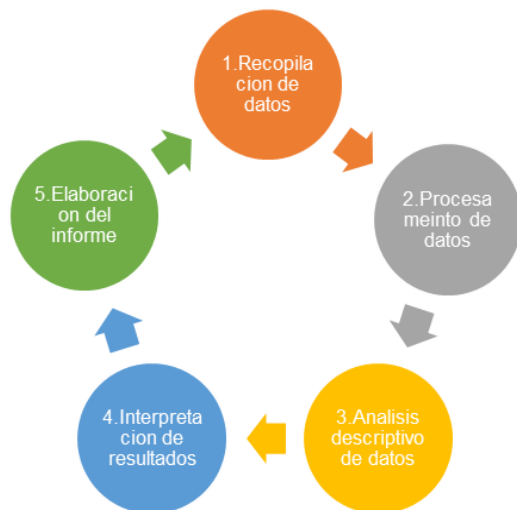 1.Recopila
cion de
datos
2.Procesa
meinto de
datos
3.Analisis
descriptivo
de datos
4.Interpreta
cion de
resultados
5.Elaboraci
on del
informe